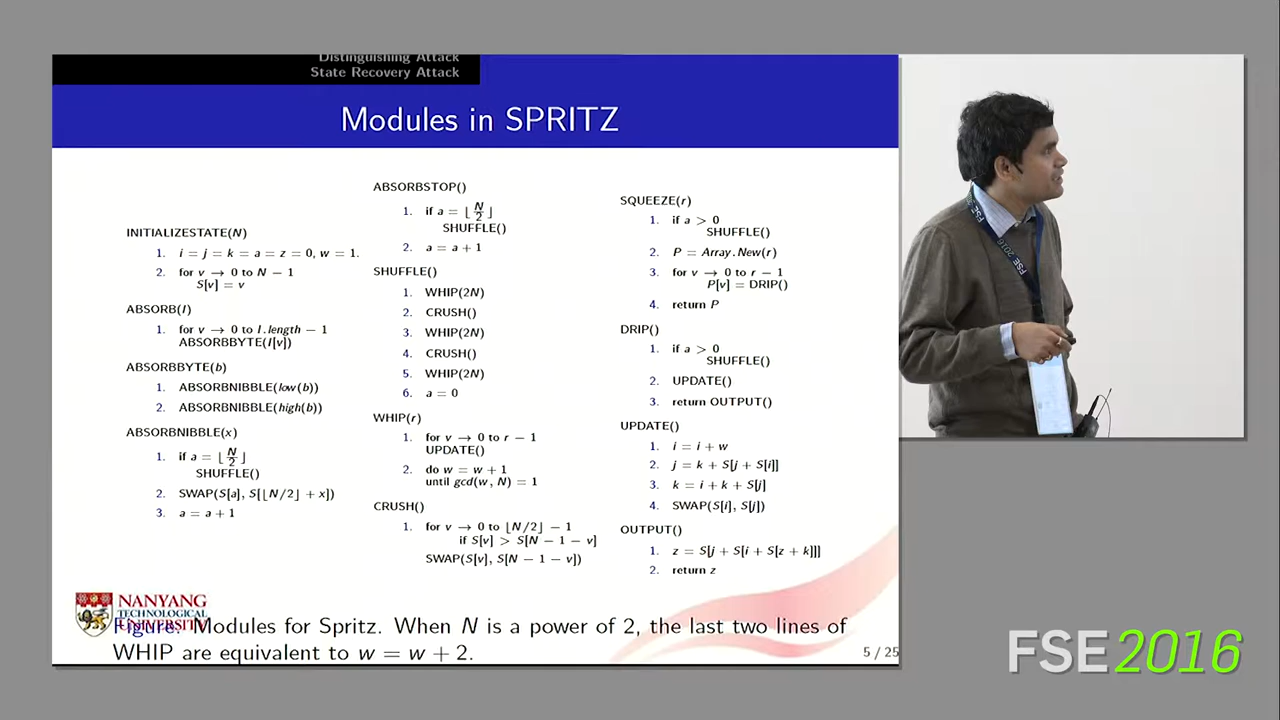 Distinguishing Attack
State Recovery Attack
Modules in SPRITZ
INITIALIZESTATE(N)
1. i = j = k = a = z = 0, w = 1.
2. for v → 0 to N − 1
S[v] = v
ABSORB(I)
1. for v → 0 to I.length − 1
ABSORBBYTE(I[v])
ABSORBBYTE(b)
1. ABSORBNIBBLE(low(b))
2. ABSORBNIBBLE(high(b))
ABSORBNIBBLE(x)
1. if a = ⌊N/2⌋
SHUFFLE()
2. SWAP(S[a], S[⌊N/2⌋ + x])
3. a = a + 1
ABSORBSTOP()
1. if a = ⌊N/2⌋
SHUFFLE()
2. a = a + 1
SHUFFLE()
1. WHIP(2N)
2. CRUSH()
3. WHIP(2N)
4. CRUSH()
5. WHIP(2N)
6. a = 0
WHIP(r)
1. for v → 0 to r − 1
UPDATE()
2. do w = w + 1
until gcd(w, N) = 1
CRUSH()
1. for v → 0 to ⌊N/2⌋ − 1
if S[v] > S[N − 1 − v]
SWAP(S[v], S[N − 1 − v])
SQUEEZE(r)
1. if a > 0
SHUFFLE()
2. P = Array.New(r)
3. for v → 0 to r − 1
P[v] = DRIP()
4. return P
DRIP()
1. if a > 0
SHUFFLE()
2. UPDATE()
3. return OUTPUT()
UPDATE()
1. i = i + w
2. j = k + S[j + S[i]]
3. k = i + k + S[j]
4. SWAP(S[i], S[j])
OUTPUT()
1. z = S[j + S[i + S[z + k]]]
2. return z
NANYANG
TECHNOLOGICAL
UNIVERSITY
Figure: Modules for Spritz. When N is a power of 2, the last two lines of
WHIP are equivalent to w = w + 2.
5 / 25
FSE
FSE 2016
FSE2016